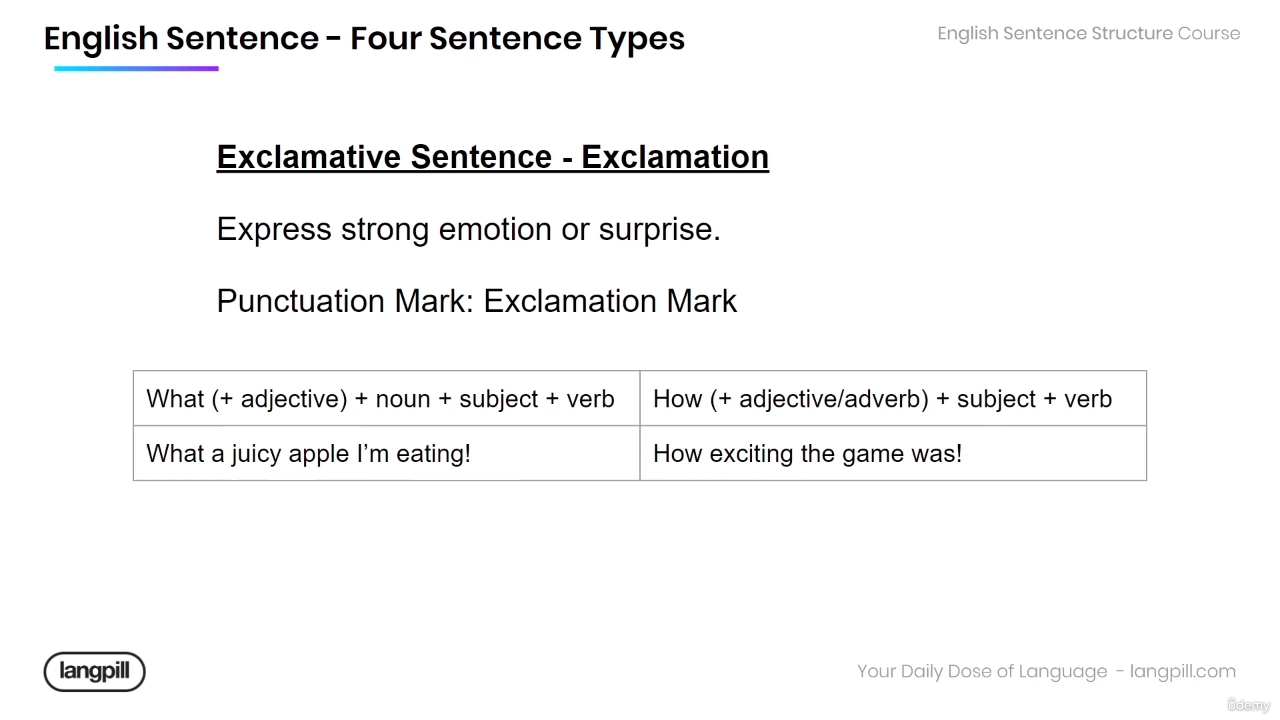 English Sentence - Four Sentence Types
English Sentence Structure Course
Exclamative Sentence - Exclamation
Express strong emotion or surprise.
Punctuation Mark: Exclamation Mark
What (+ adjective) + noun + subject + verb
How (+ adjective/adverb) + subject + verb
What a juicy apple I’m eating!
How exciting the game was!
langpill
Your Daily Dose of Language - langpill.com
Udemy